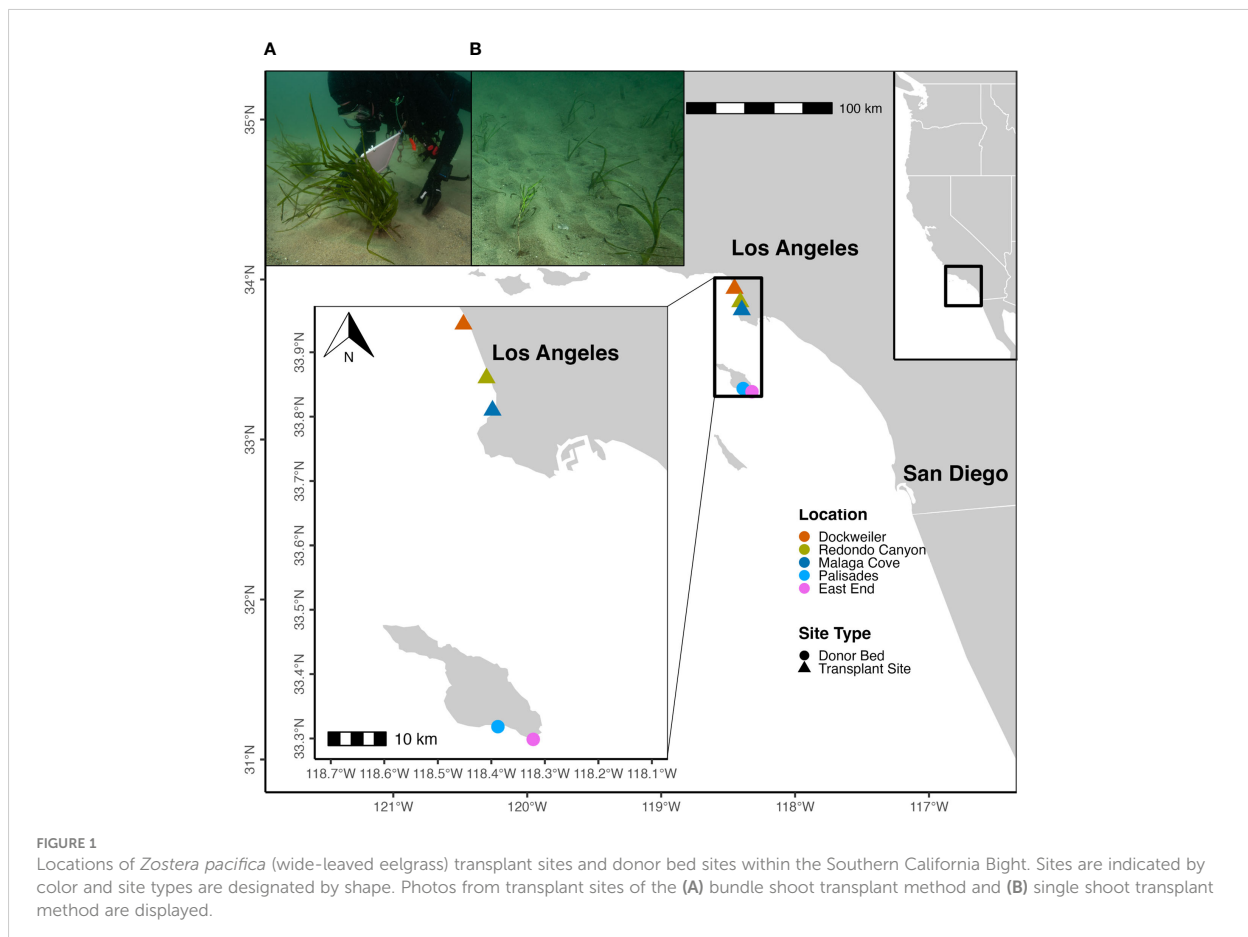 A
B
100 km
35°N
34°N
33°N
32°N
31°N
Los Angeles
San Diego
N
Los Angeles
33.9°N
33.8°N
33.7°N
33.6°N
33.5°N
33.4°N
33.3°N
10 km
118.7°W 118.6°W 118.5°W 118.4°W 118.3°W 118.2°W 118.1°W
Location
Dockweiler
Redondo Canyon
Malaga Cove
Palisades
East End
Site Type
Donor Bed
Transplant Site
121°W 120°W 119°W 118°W 117°W
FIGURE 1
Locations of Zostera pacifica (wide-leaved eelgrass) transplant sites and donor bed sites within the Southern California Bight. Sites are indicated by
color and site types are designated by shape. Photos from transplant sites of the (A) bundle shoot transplant method and (B) single shoot transplant
method are displayed.